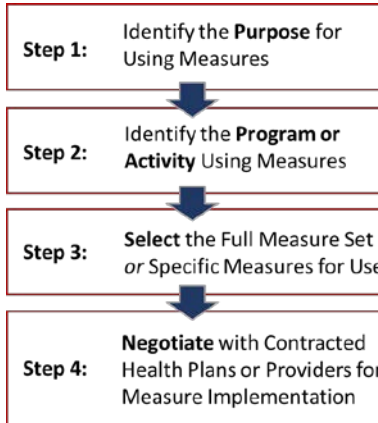 Step 1:
Identify the Purpose for
Using Measures
Step 2:
Identify the Program or
Activity Using Measures
Step 3:
Select the Full Measure Set
or Specific Measures for Use
Step 4:
Negotiate with Contracted
Health Plans or Providers for
Measure Implementation